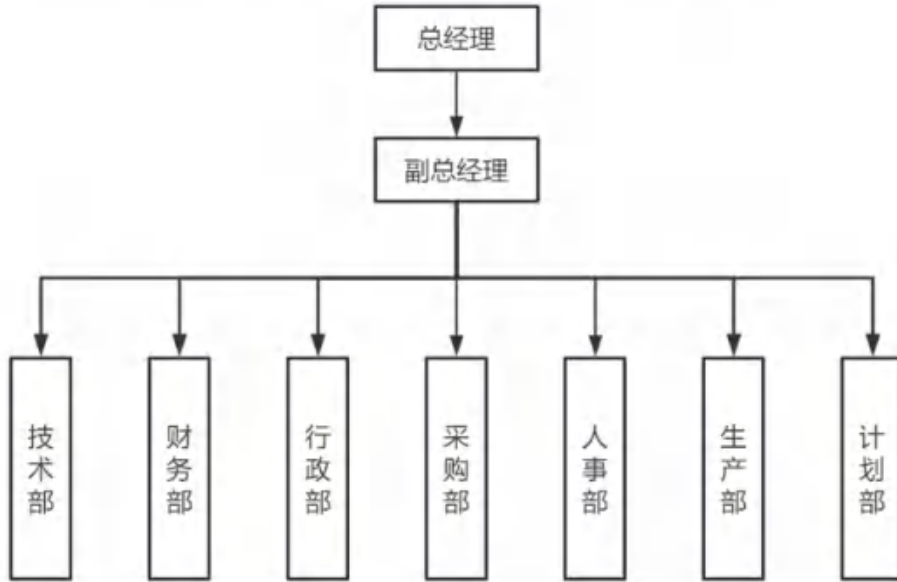 总经理
副总经理
技术部
财务部
行政部
采购部
人事部
生产部
计划部